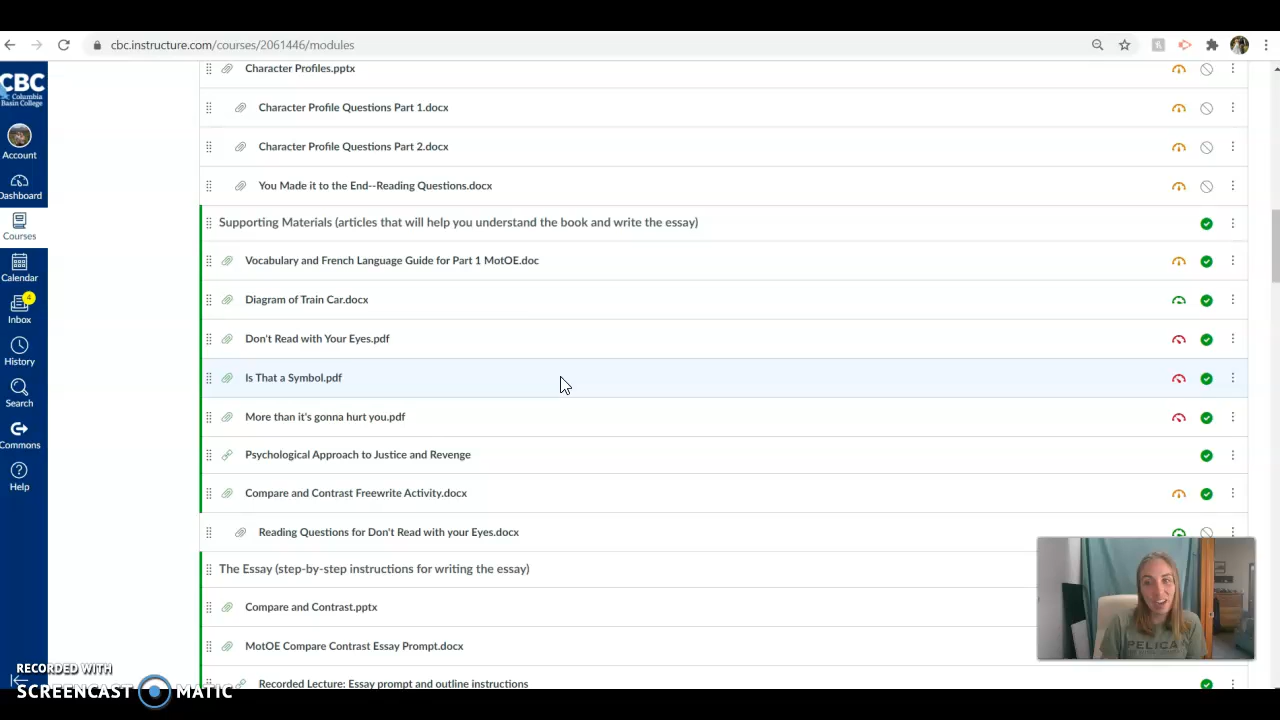 cbc.instructure.com/courses/2061446/modules
CBC
Columbia
Basin College
Account
Dashboard
Courses
Calendar
4
Inbox
History
Search
Commons
Help
Character Profiles.pptx
Character Profile Questions Part 1.docx
Character Profile Questions Part 2.docx
You Made it to the End--Reading Questions.docx
Supporting Materials (articles that will help you understand the book and write the essay)
Vocabulary and French Language Guide for Part 1 MotOE.doc
Diagram of Train Car.docx
Don't Read with Your Eyes.pdf
Is That a Symbol.pdf
More than it's gonna hurt you.pdf
Psychological Approach to Justice and Revenge
Compare and Contrast Freewrite Activity.docx
Reading Questions for Don't Read with your Eyes.docx
The Essay (step-by-step instructions for writing the essay)
Compare and Contrast.pptx
MotOE Compare Contrast Essay Prompt.docx
Recorded Lecture: Essay prompt and outline instructions
PELICA
RECORDED WITH
SCREENCAST MATIC